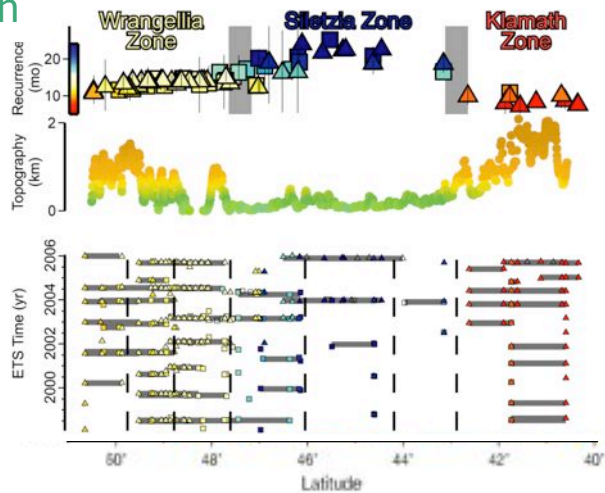 n
Wrangellia
Zone
Siletzia Zone
Klamath
Zone
Recurrence
(mo)
20
10
Topography
(km)
2
0
ETS Time (yr)
2006
2004
2002
2000
50˚
48˚
46˚
44˚
42˚
40˚
Latitude